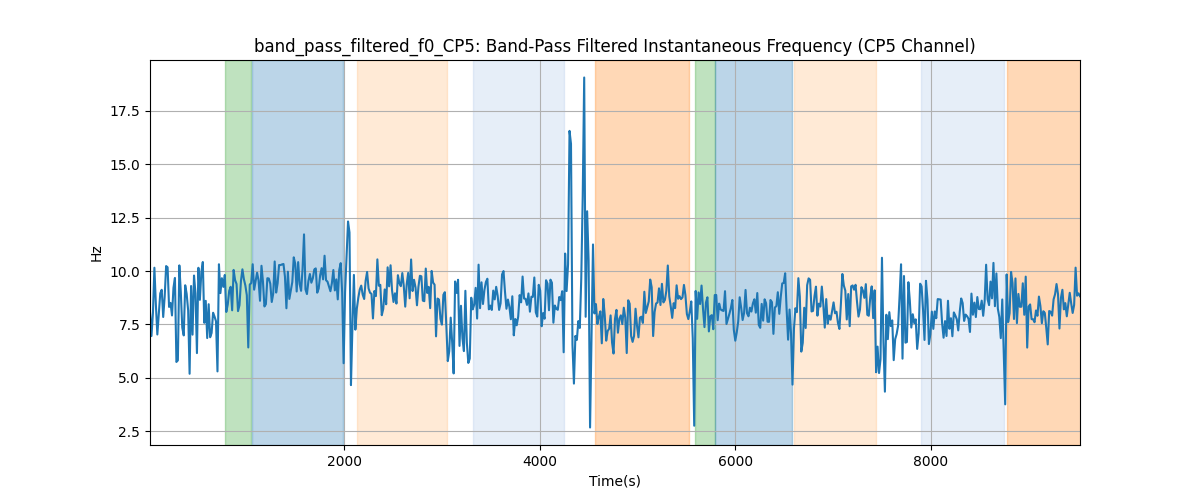 band_pass_filtered_f0_CP5: Band-Pass Filtered Instantaneous Frequency (CP5 Channel)
17.5
15.0
12.5
10.0
7.5
5.0
2.5
Hz
2000 4000 6000 8000
Time(s)